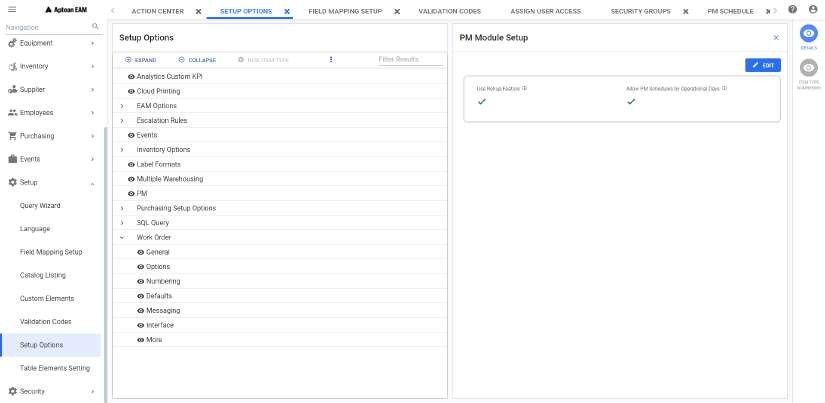 Aptean EAM
ACTION CENTER
SETUP OPTIONS
FIELD MAPPING SETUP
VALIDATION CODES
ASSIGN USER ACCESS
SECURITY GROUPS
PM SCHEDULE
Navigation
Equipment
Inventory
Supplier
Employees
Purchasing
Events
Setup
Query Wizard
Language
Field Mapping Setup
Catalog Listing
Custom Elements
Validation Codes
Setup Options
Table Elements Setting
Security
Setup Options
EXPAND
COLLAPSE
NEW ITEM TYPE
Filter Results
Analytics Custom KPI
Cloud Printing
EAM Options
Escalation Rules
Events
Inventory Options
Label Formats
Multiple Warehousing
PM
Purchasing Setup Options
SQL Query
Work Order
General
Options
Numbering
Defaults
Messaging
Interface
More
PM Module Setup
EDIT
Use Rollup Feature
Allow PM Schedules by Operational Days
DETAILS
ITEM TYPE